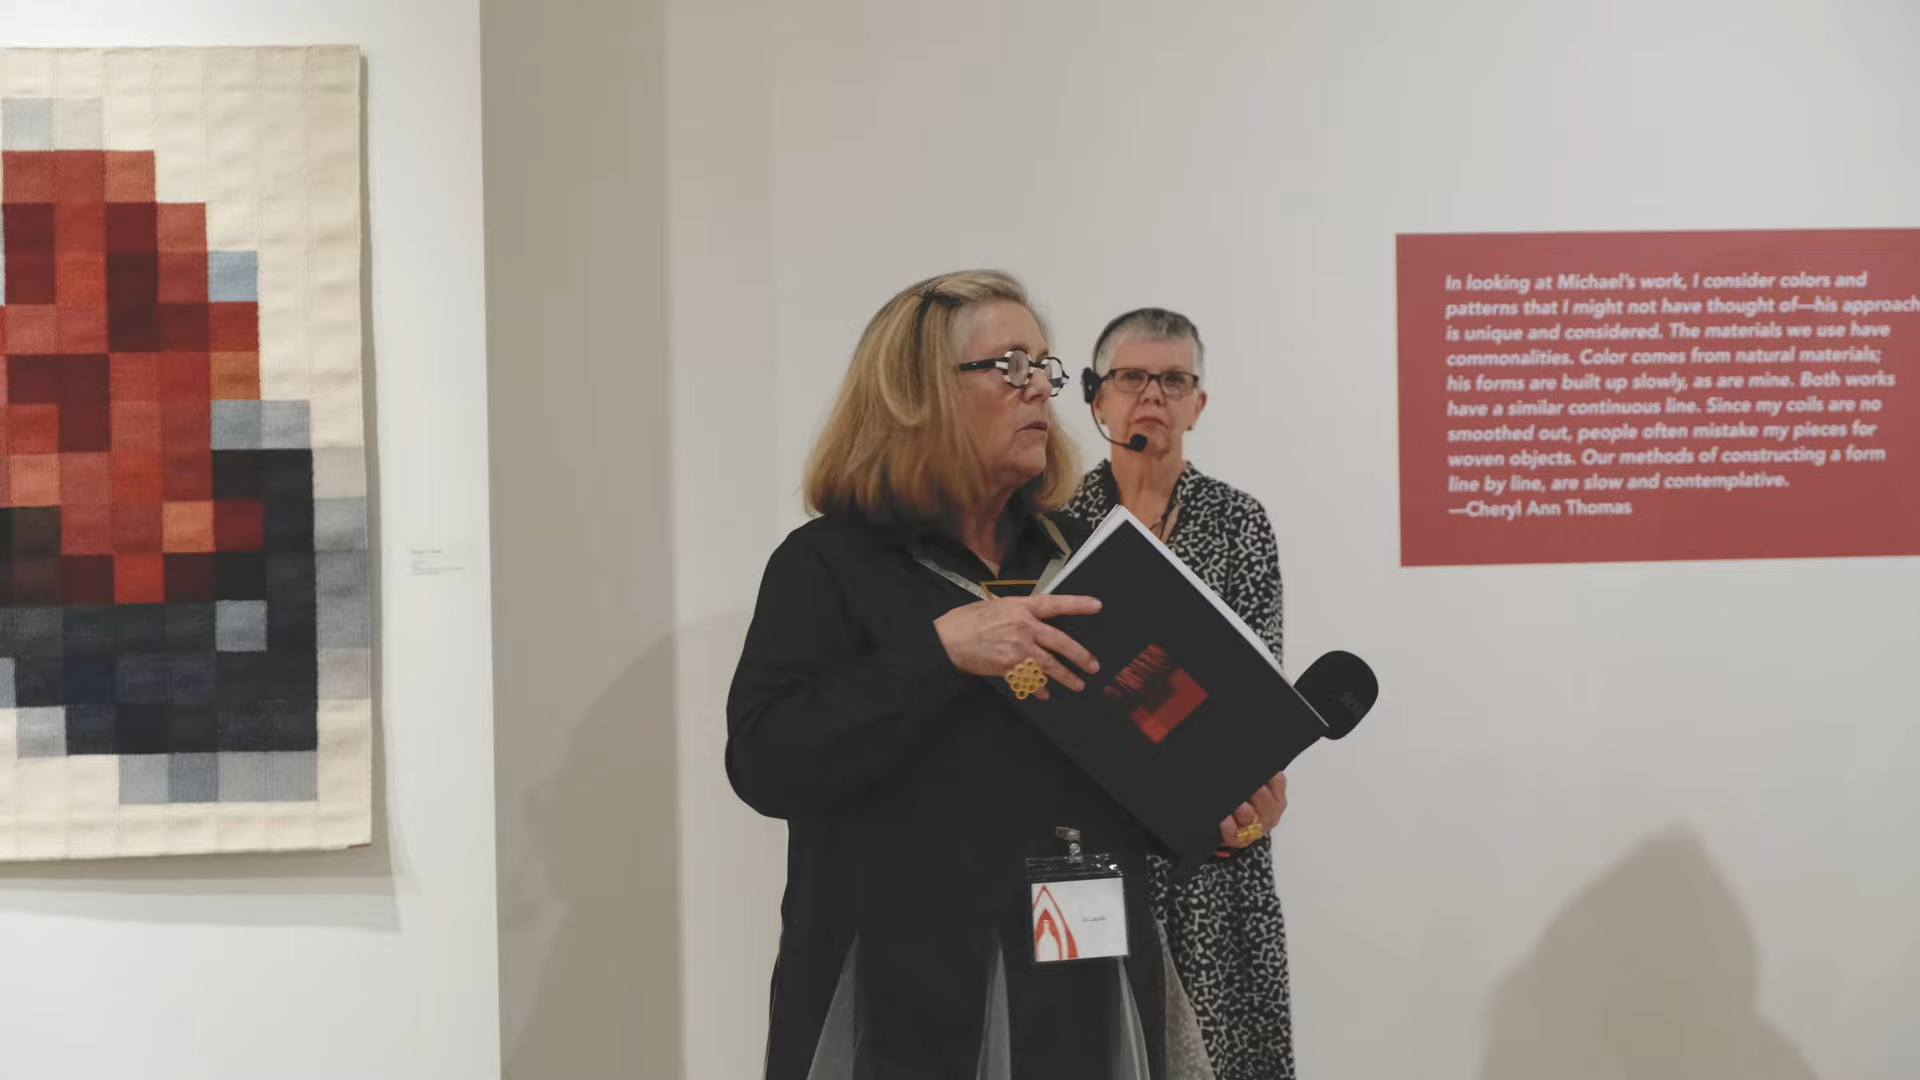 In looking at Michael's work, I consider colors and
patterns that I might not have thought of—his approach
is unique and considered. The materials we use have
commonalities. Color comes from natural materials;
his forms are built up slowly, as are mine. Both works
have a similar continuous line. Since my coils are no
smoothed out, people often mistake my pieces for
woven objects. Our methods of constructing a form
line by line, are slow and contemplative.
—Cheryl Ann Thomas